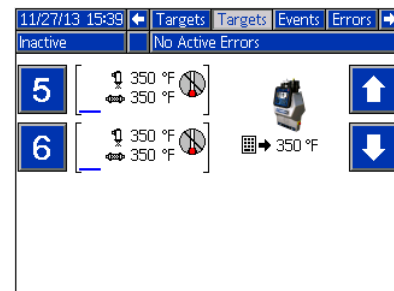 11/27/13 15:39 Targets Targets Events Errors
Inactive No Active Errors
5 350 °F
350 °F
6 350 °F
350 °F
350 °F